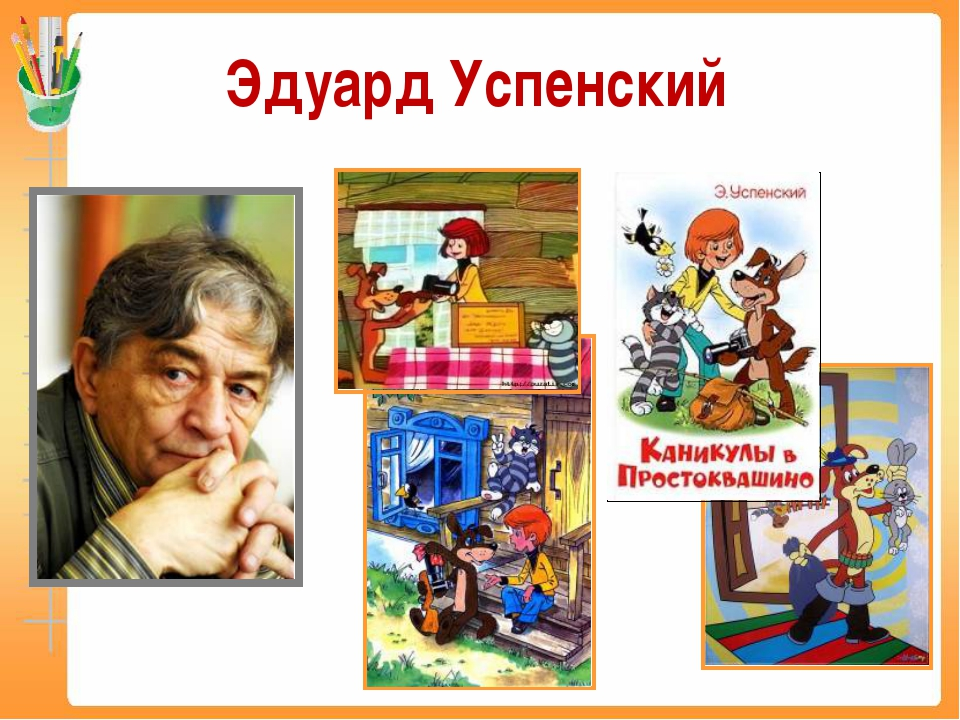 Эдуард Успенский
Э.Успенский
Каникулы в
Простоквашино